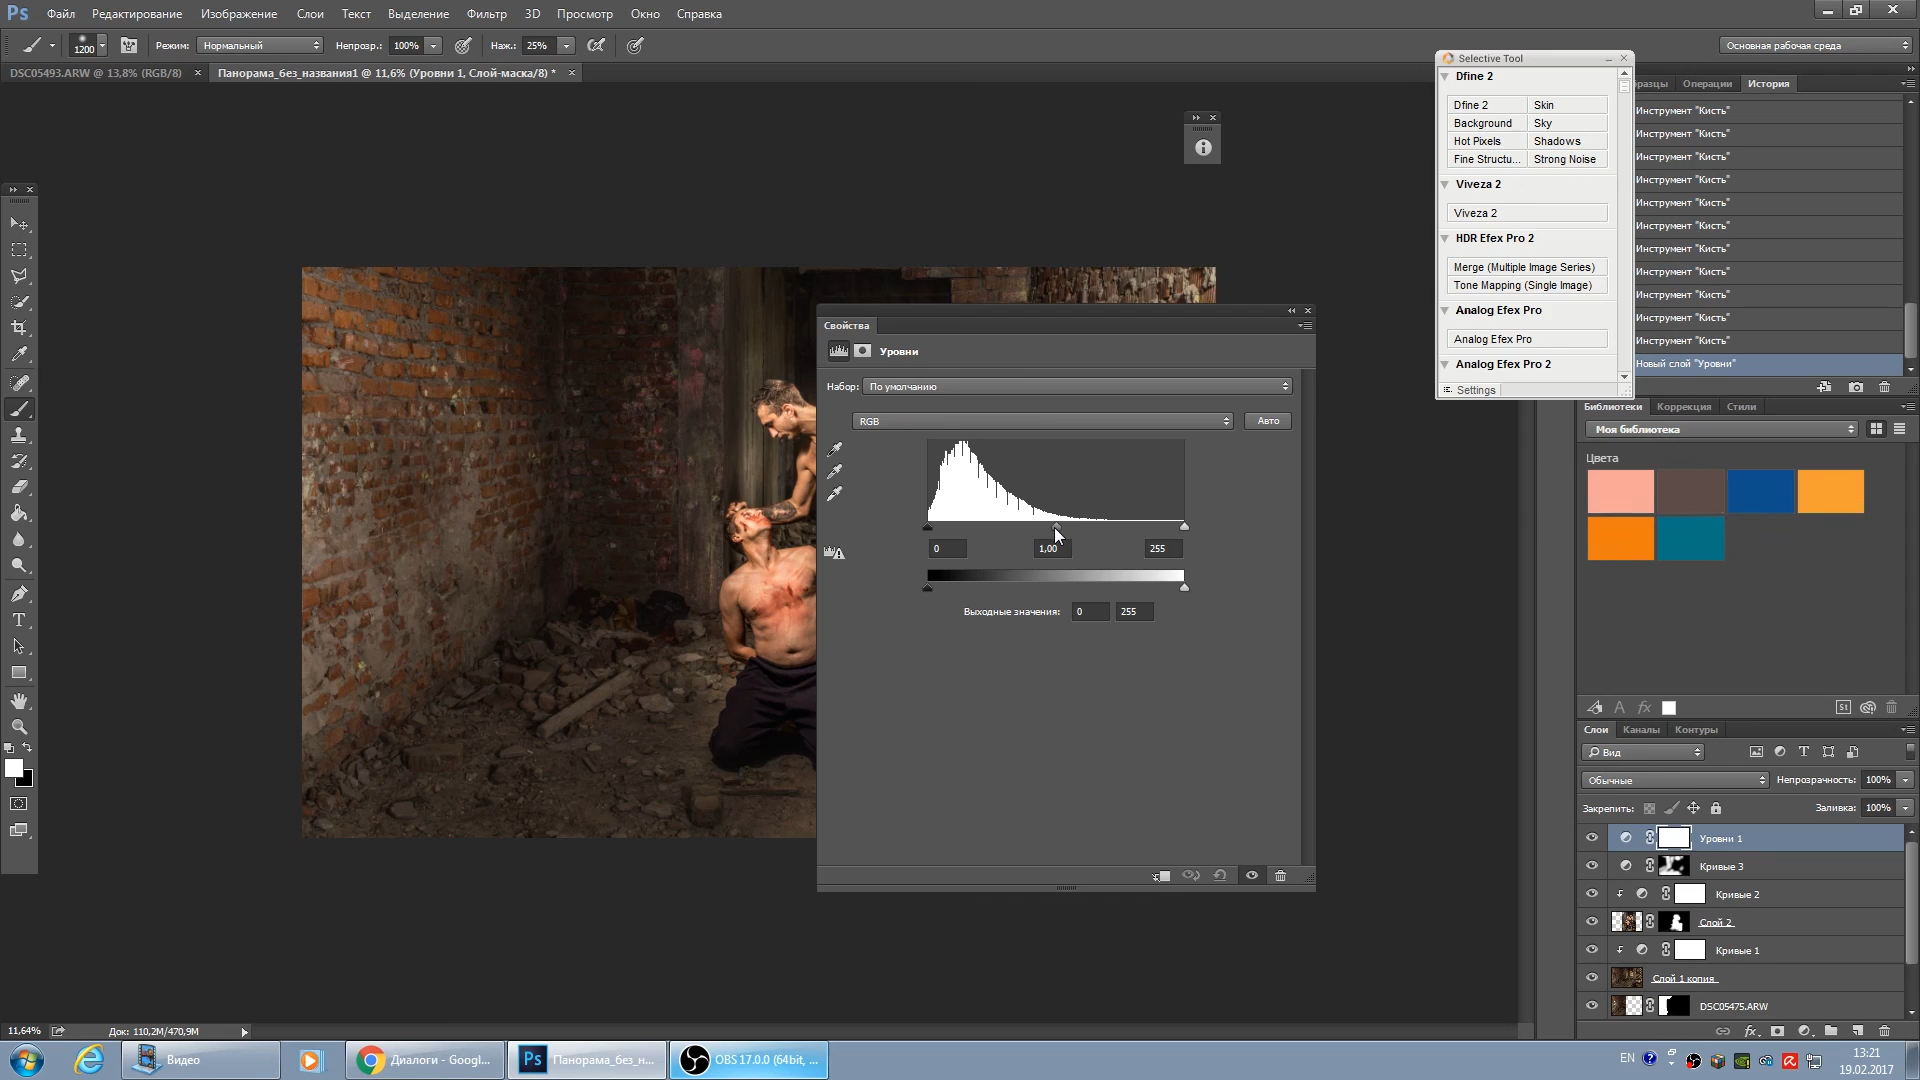 Ps Файл Редактирование Изображение Слои Текст Выделение Фильтр 3D Просмотр Окно Справка
1200 Режим: Нормальный Непрозр.: 100% Наж.: 25% Основная рабочая среда
DSC05493.ARW @ 13,8% (RGB/8) × Панорама_без_названия1 @ 11,6% (Уровни 1, Слой-маска/8) * ×
Selective Tool
Dfine 2
Dfine 2 Skin
Background Sky
Hot Pixels Shadows
Fine Structu... Strong Noise
Viveza 2
Viveza 2
HDR Efex Pro 2
Merge (Multiple Image Series)
Tone Mapping (Single Image)
Analog Efex Pro
Analog Efex Pro
Analog Efex Pro 2
Settings
разцы Операции История
Инструмент "Кисть"
Инструмент "Кисть"
Инструмент "Кисть"
Инструмент "Кисть"
Инструмент "Кисть"
Инструмент "Кисть"
Инструмент "Кисть"
Инструмент "Кисть"
Инструмент "Кисть"
Инструмент "Кисть"
Инструмент "Кисть"
Новый слой "Уровни"
Свойства
Уровни
Набор: По умолчанию
RGB Авто
0 1,00 255
Выходные значения: 0 255
Библиотеки Коррекция Стили
Моя библиотека
Цвета
A fx St
Слои Каналы Контуры
Вид T
Обычные Непрозрачность: 100%
Закрепить: Заливка: 100%
Уровни 1
Кривые 3
Кривые 2
Слой 2
Кривые 1
Слой 1 копия
DSC05475.ARW
fx
11,64% Док: 110,2M/470,9M
Видео Диалоги - Googl... Ps Панорама_без_н... OBS 17.0.0 (64bit, ...
EN 13:21
19.02.2017